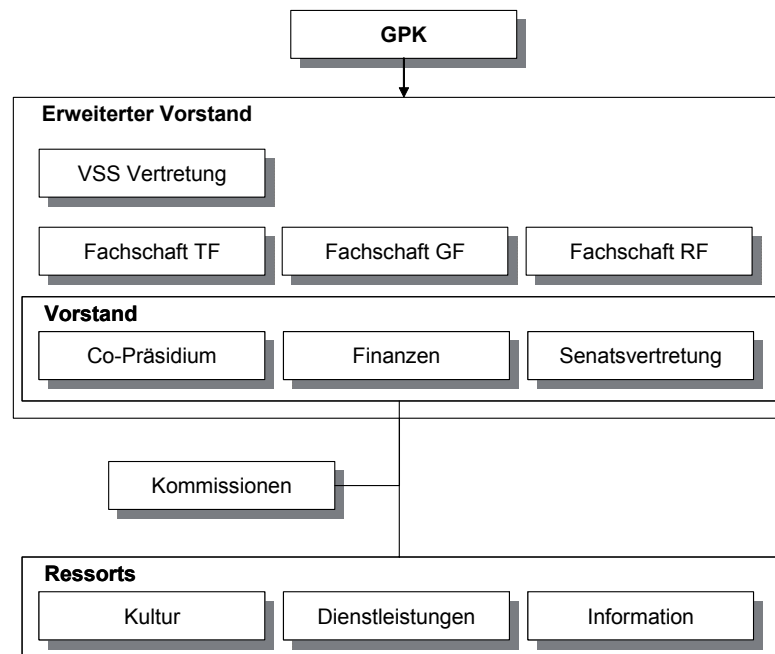 GPK
Erweiterter Vorstand
VSS Vertretung
Fachschaft TF
Fachschaft GF
Fachschaft RF
Vorstand
Co-Präsidium
Finanzen
Senatsvertretung
Kommissionen
Ressorts
Kultur
Dienstleistungen
Information